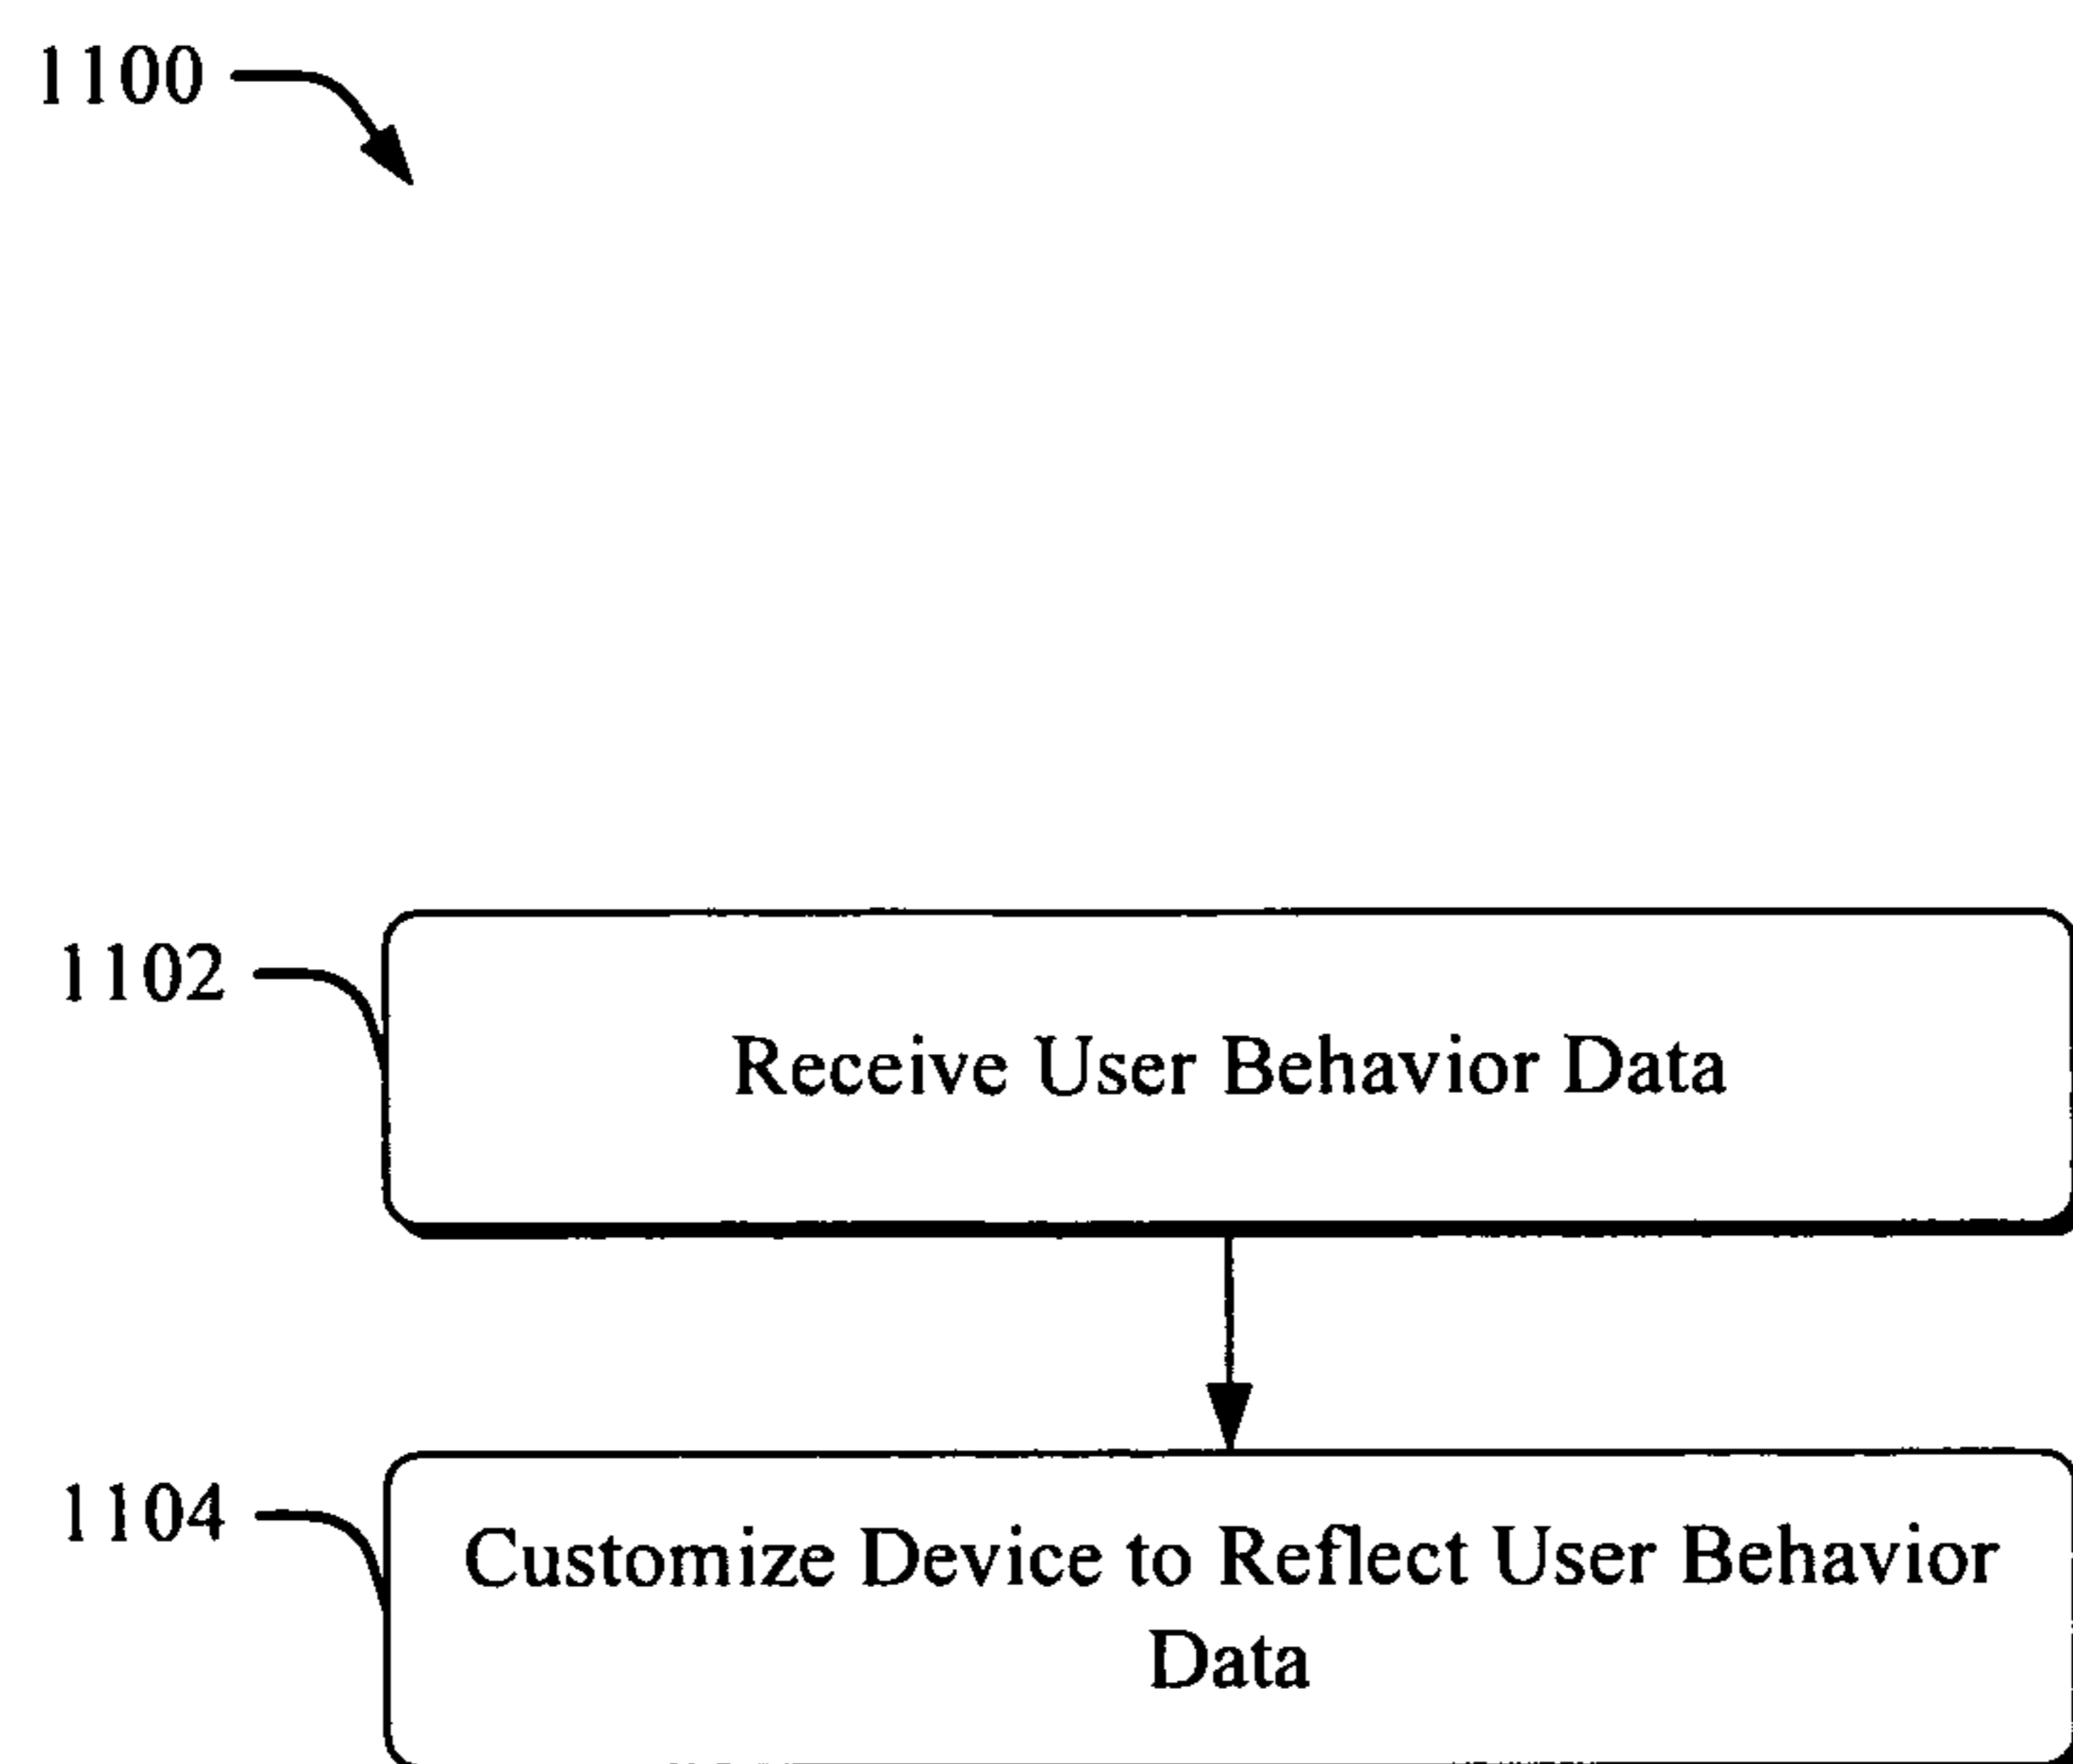 1100
1102
Receive User Behavior Data
1104
Customize Device to Reflect User Behavior
Data